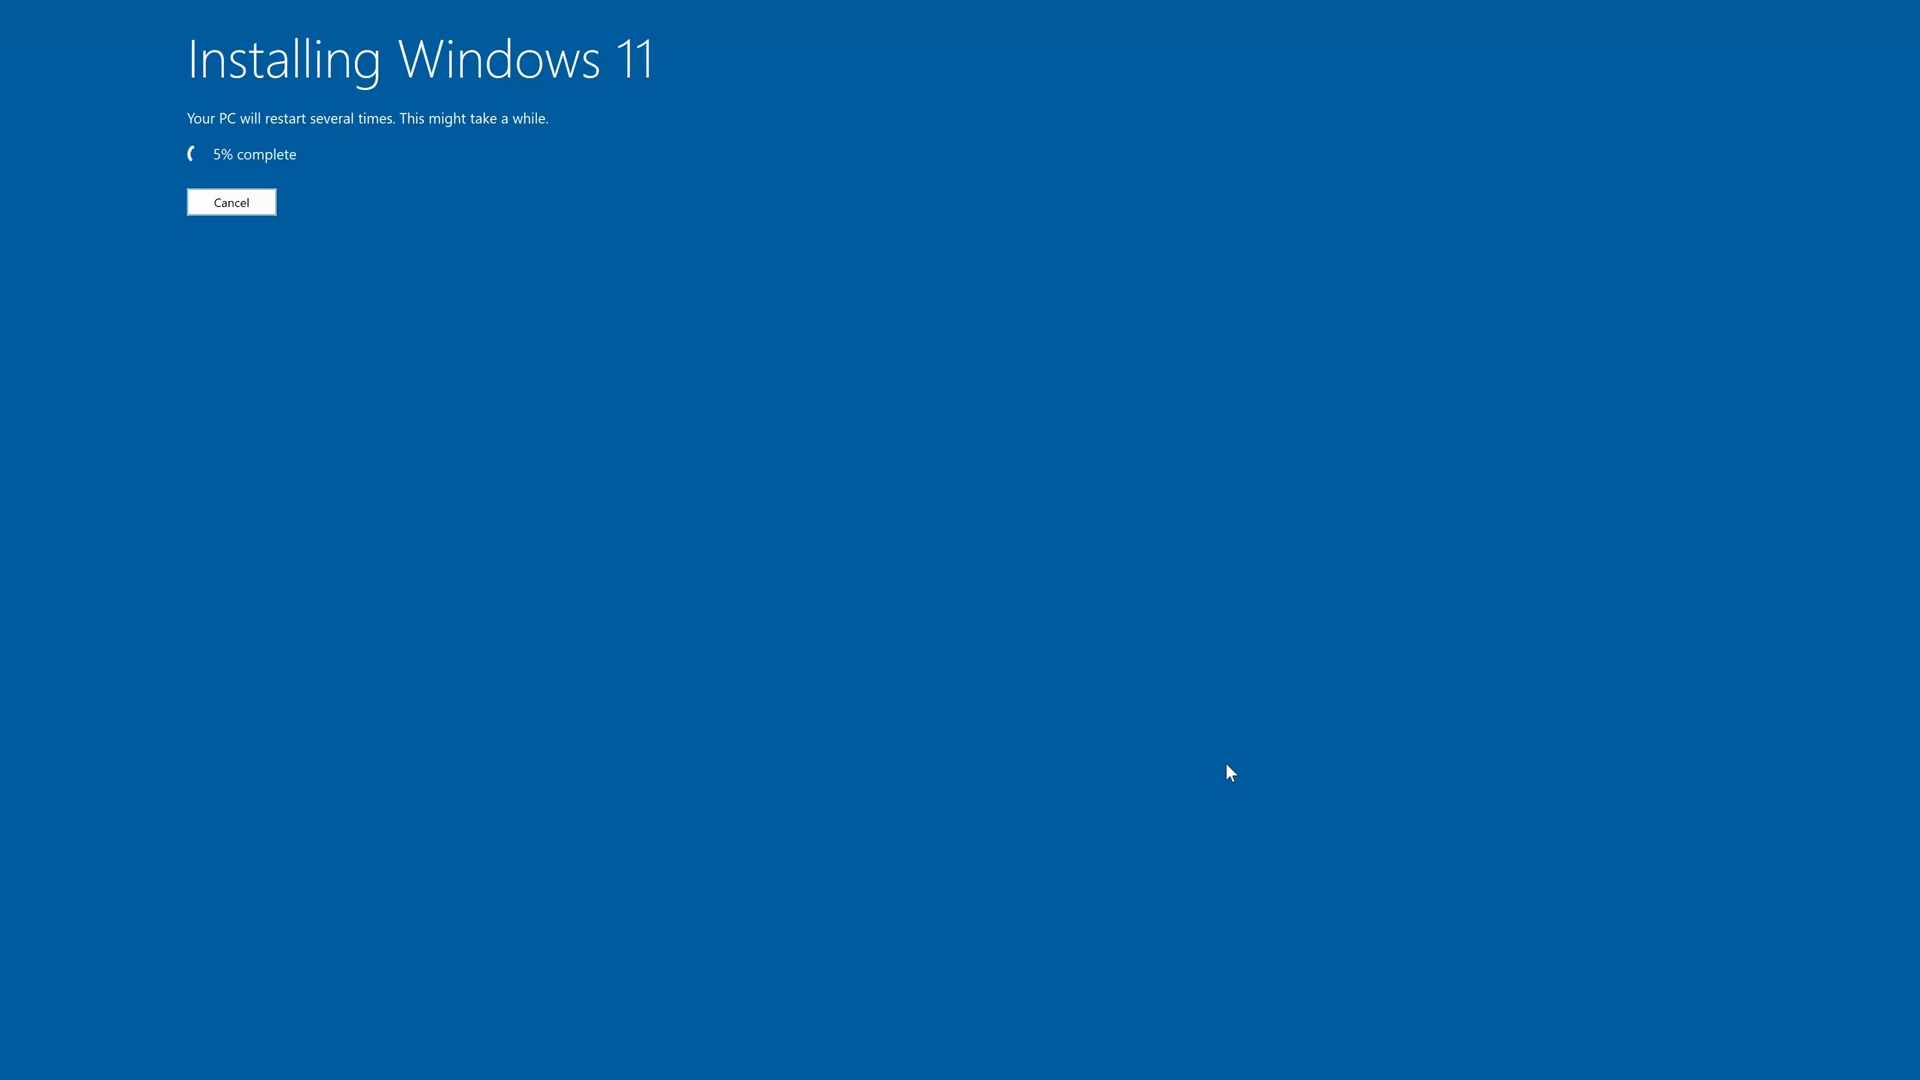 Installing Windows 11
Your PC will restart several times. This might take a while.
5% complete
Cancel